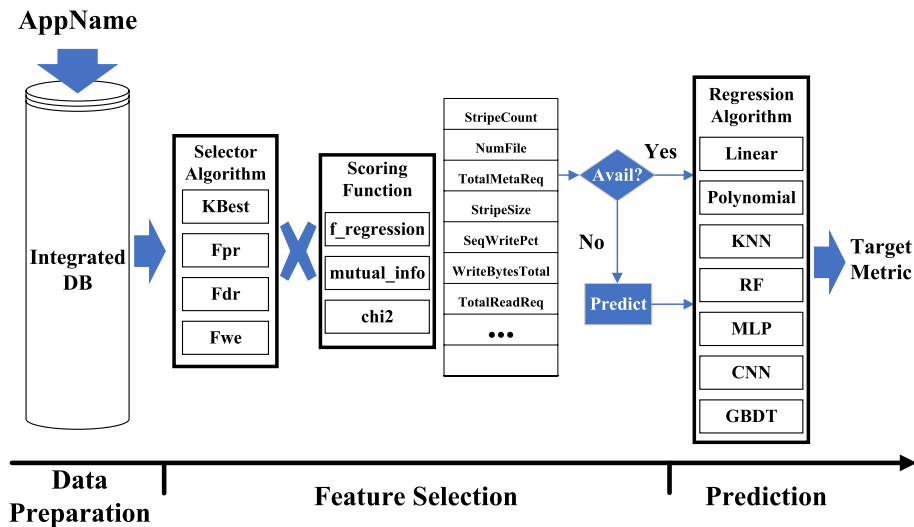 AppName
Integrated
DB
Selector
Algorithm
KBest
Fpr
Fdr
Fwe
Scoring
Function
f_regression
mutual_info
chi2
StripeCount
NumFile
TotalMetaReq
StripeSize
SeqWritePct
WriteBytesTotal
TotalReadReq
•••
Avail?
Yes
No
Predict
Regression
Algorithm
Linear
Polynomial
KNN
RF
MLP
CNN
GBDT
Target
Metric
Data
Preparation
Feature Selection
Prediction